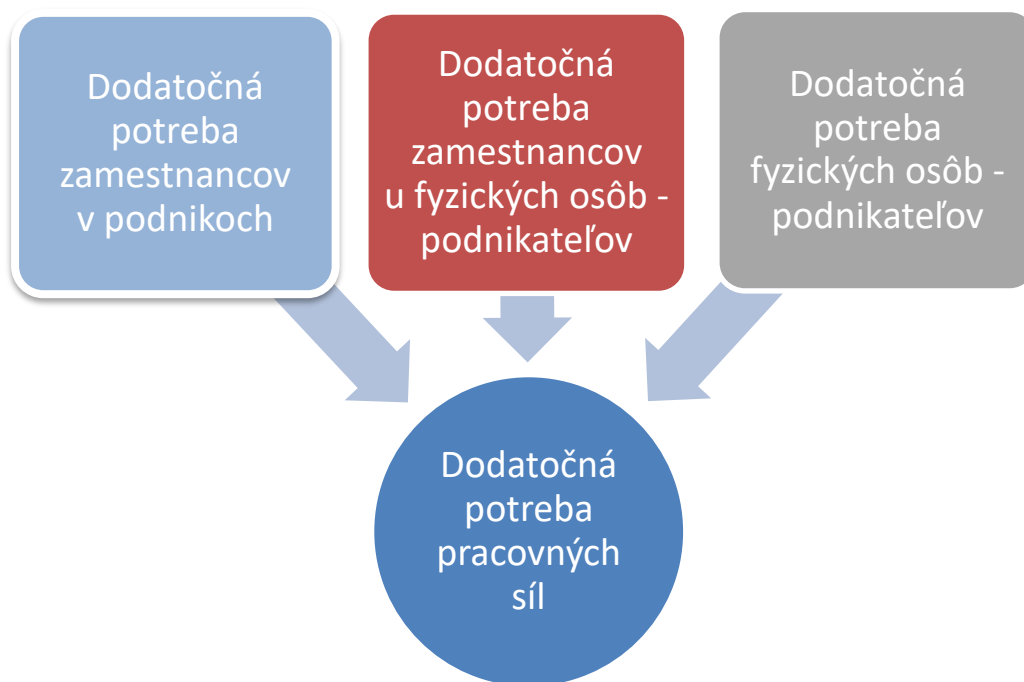 Dodatočná
potreba
zamestnancov
v podnikoch
Dodatočná
potreba
zamestnancov
u fyzických osôb -
podnikateľov
Dodatočná
potreba
fyzických osôb -
podnikateľov
Dodatočná
potreba
pracovných
síl